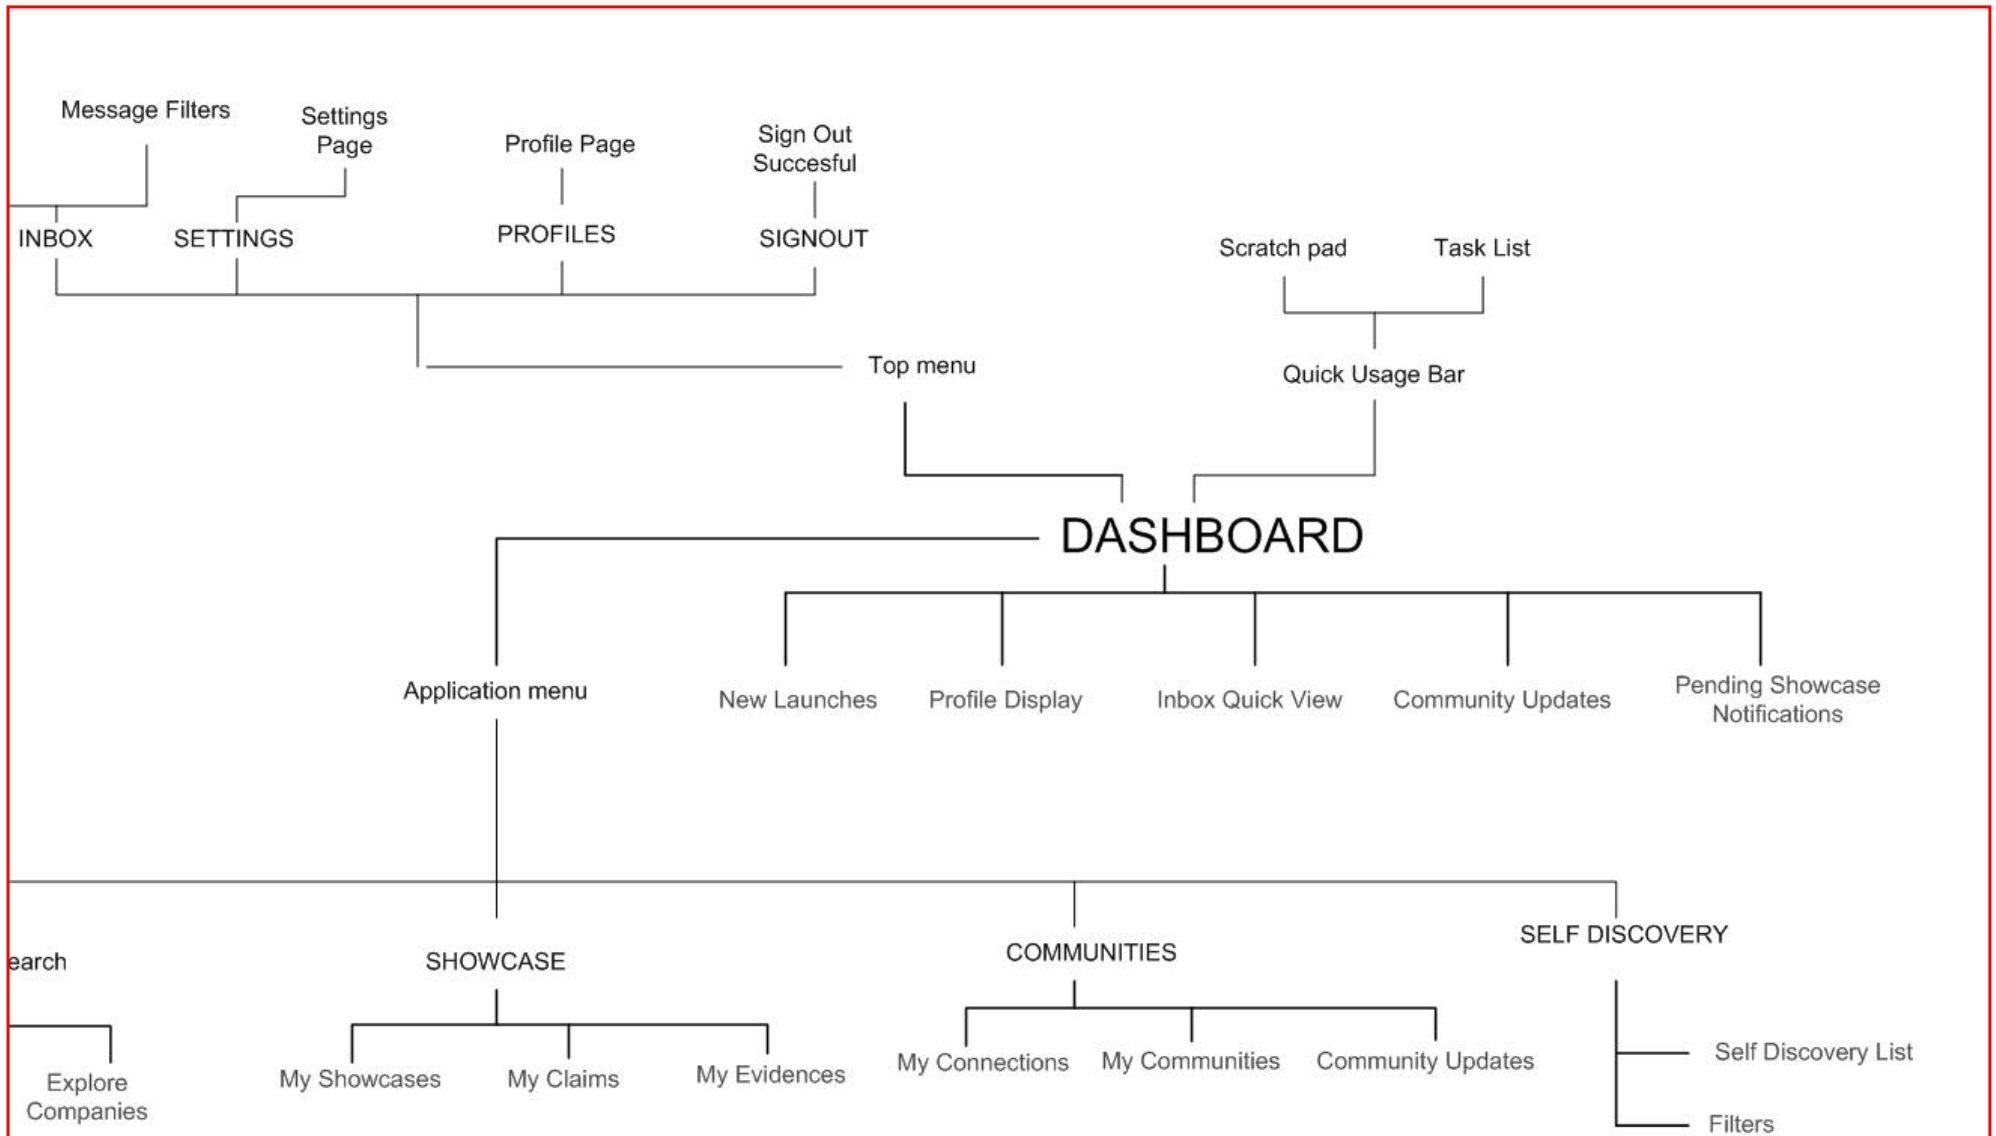 Message Filters
Settings
Page
Profile Page
Sign Out
Succesful
INBOX
SETTINGS
PROFILES
SIGNOUT
Scratch pad
Task List
Top menu
Quick Usage Bar
DASHBOARD
Application menu
New Launches
Profile Display
Inbox Quick View
Community Updates
Pending Showcase
Notifications
earch
SHOWCASE
COMMUNITIES
SELF DISCOVERY
Explore
Companies
My Showcases
My Claims
My Evidences
My Connections
My Communities
Community Updates
Self Discovery List
Filters